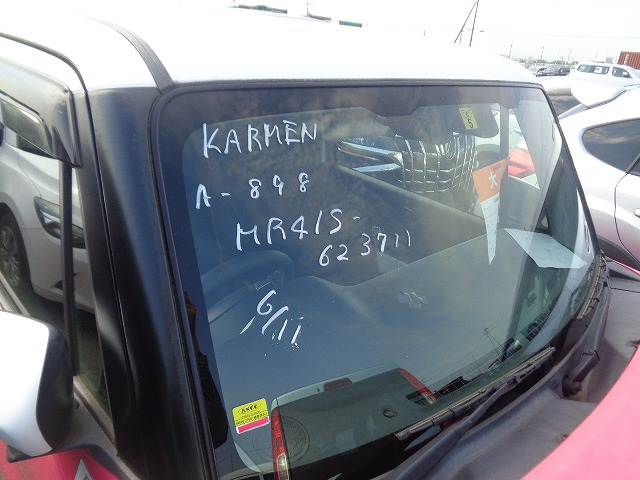 KARMEN
A-898
MR41S-
623711
6/11